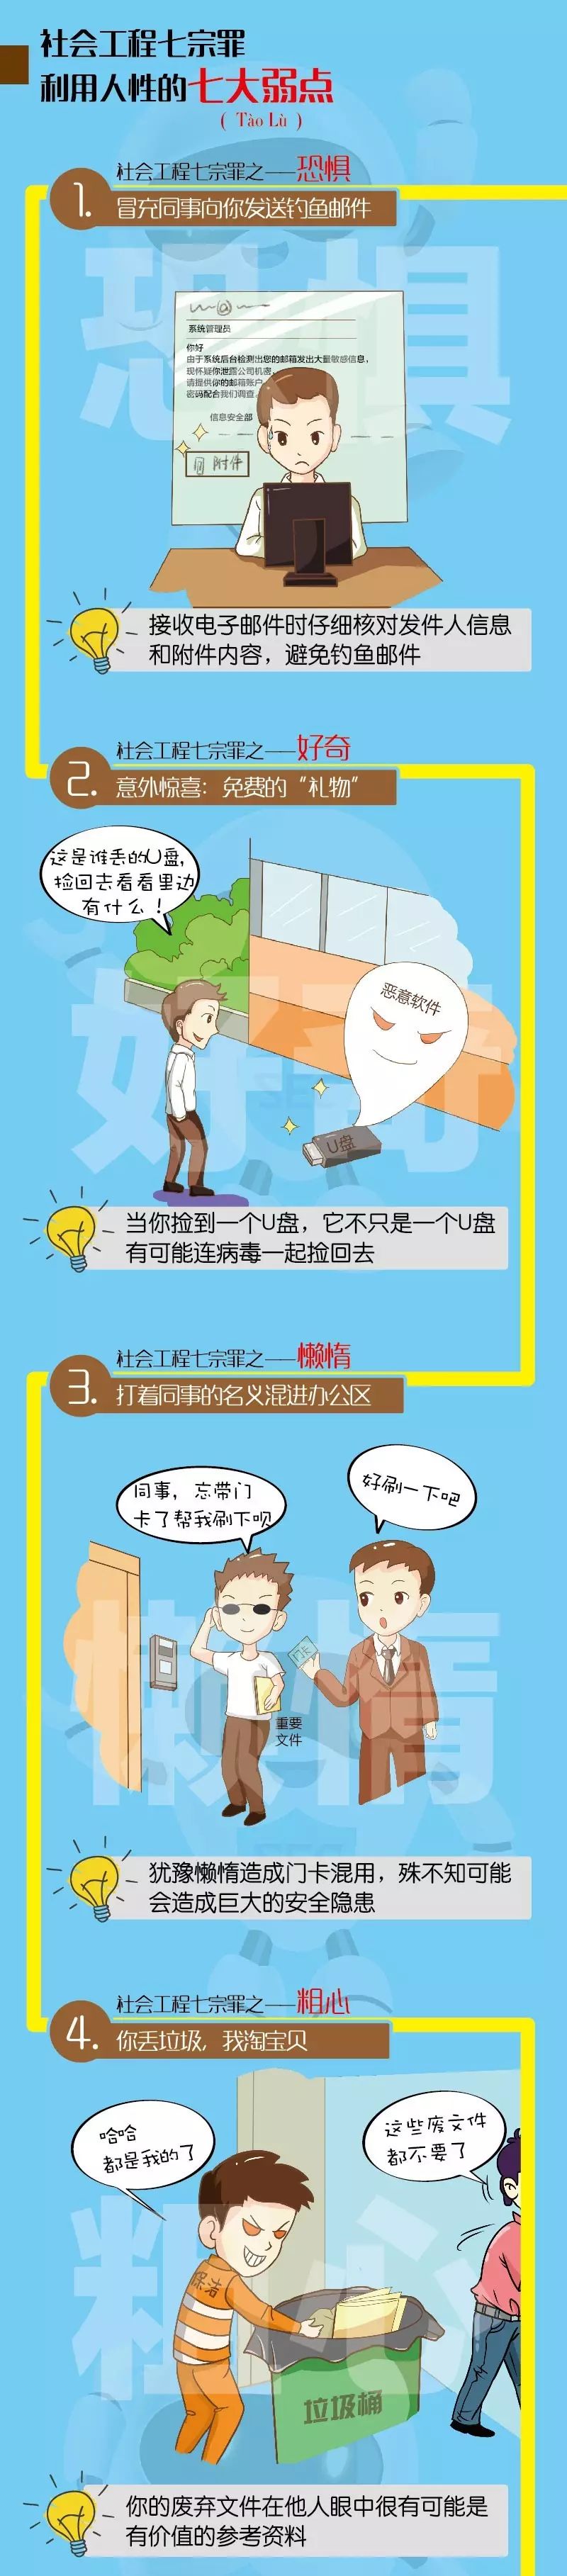 社会工程七宗罪
利用人性的七大弱点
( Tào Lù )
社会工程七宗罪之——恐惧
1. 冒充同事向你发送钓鱼邮件
恐惧
系统管理员
你好
由于系统后台检测出您的邮箱发出大量敏感信息，
现怀疑你泄露公司机密，
请提供你的邮箱账户
密码配合我们调查。
信息安全部
附件
接收电子邮件时仔细核对发件人信息
和附件内容，避免钓鱼邮件
社会工程七宗罪之——好奇
2. 意外惊喜：免费的“礼物”
这是谁丢的U盘，
捡回去看看里边
有什么！
好奇
恶意软件
U盘
当你捡到一个U盘，它不只是一个U盘
有可能连病毒一起捡回去
社会工程七宗罪之——懒惰
3. 打着同事的名义混进办公区
同事，忘带门
卡了帮我刷下呗
好刷一下吧
懒惰
门卡
重要
文件
犹豫懒惰造成门卡混用，殊不知可能
会造成巨大的安全隐患
社会工程七宗罪之——粗心
4. 你丢垃圾，我淘宝贝
哈哈
都是我的了
这些废文件
都不要了
粗心
保洁
垃圾桶
你的废弃文件在他人眼中很有可能是
有价值的参考资料